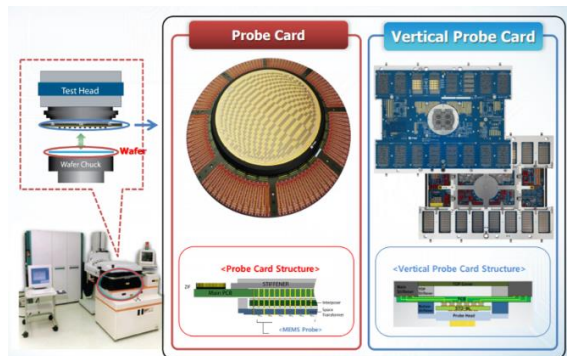 Probe Card
Vertical Probe Card
Test Head
Wafer
Wafer Chuck
<Probe Card Structure>
STIFFENER
Main PCB
Interposer
Space
Transformer
<MEMS Probe>
<Vertical Probe Card Structure>
Probe Head